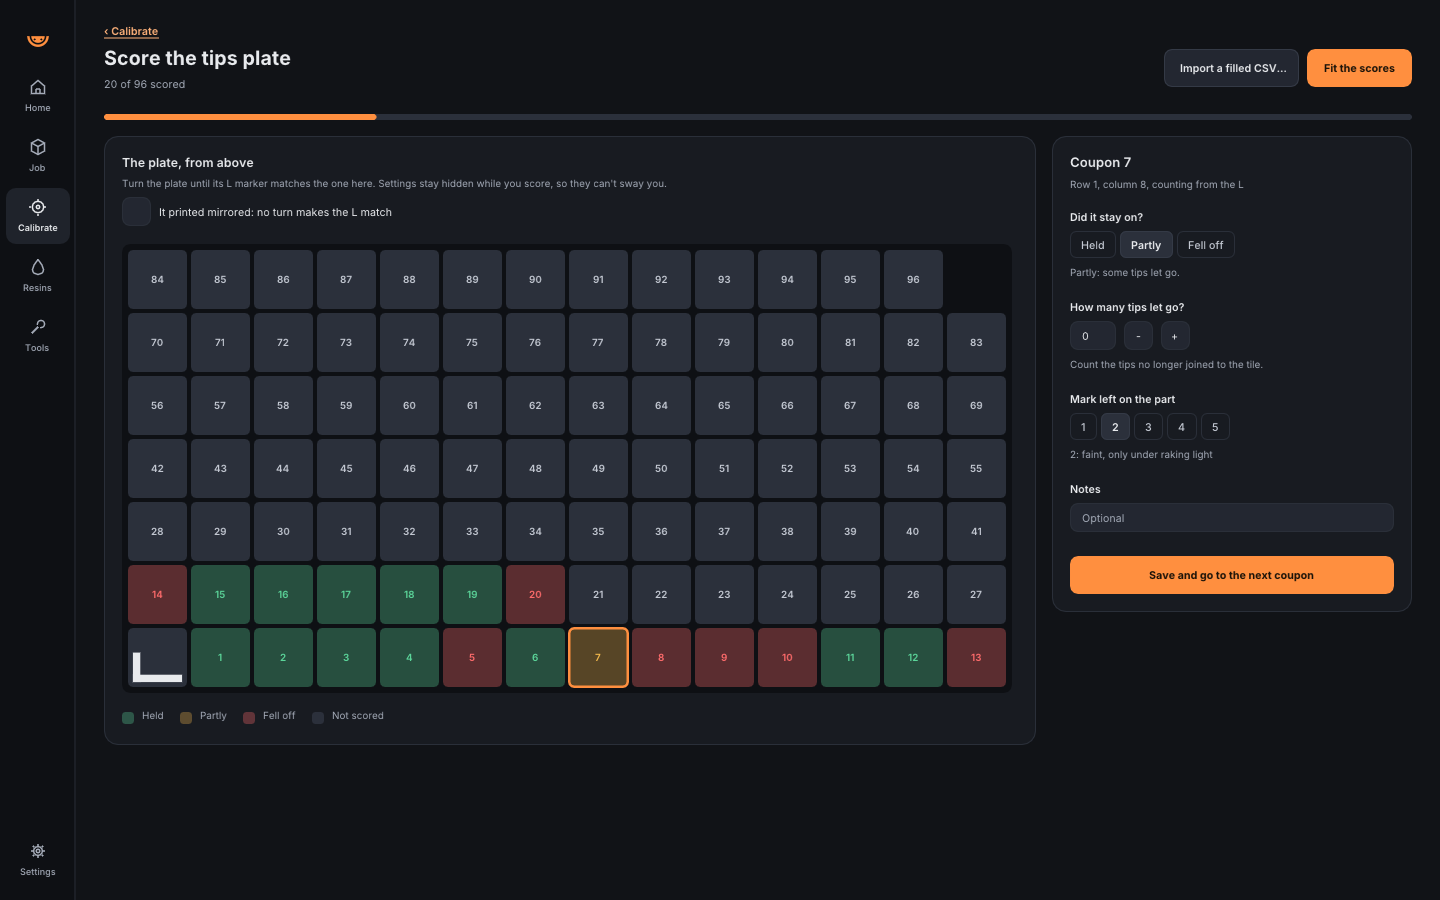 ‹ Calibrate
Score the tips plate
20 of 96 scored
Import a filled CSV...
Fit the scores
Home
Job
Calibrate
Resins
Tools
Settings
The plate, from above
Turn the plate until its L marker matches the one here. Settings stay hidden while you score, so they can't sway you.
It printed mirrored: no turn makes the L match
84 85 86 87 88 89 90 91 92 93 94 95 96
70 71 72 73 74 75 76 77 78 79 80 81 82 83
56 57 58 59 60 61 62 63 64 65 66 67 68 69
42 43 44 45 46 47 48 49 50 51 52 53 54 55
28 29 30 31 32 33 34 35 36 37 38 39 40 41
14 15 16 17 18 19 20 21 22 23 24 25 26 27
1 2 3 4 5 6 7 8 9 10 11 12 13
Held Partly Fell off Not scored
Coupon 7
Row 1, column 8, counting from the L
Did it stay on?
Held Partly Fell off
Partly: some tips let go.
How many tips let go?
0 - +
Count the tips no longer joined to the tile.
Mark left on the part
1 2 3 4 5
2: faint, only under raking light
Notes
Optional
Save and go to the next coupon